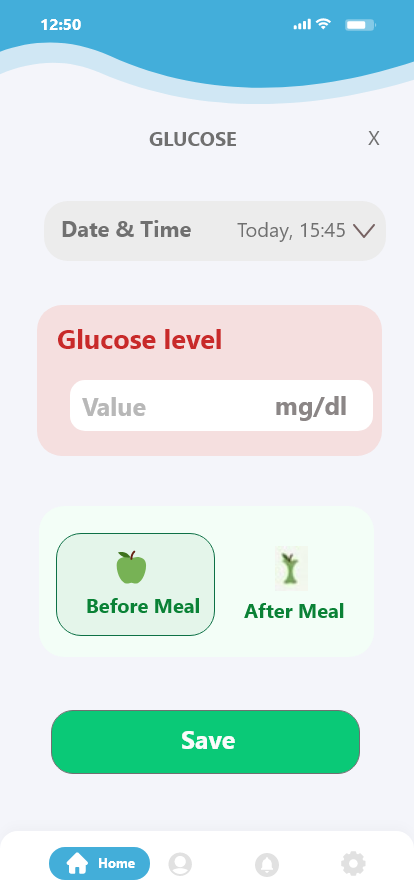 12:50
GLUCOSE X
Date & Time Today, 15:45
Glucose level
Value mg/dl
Before Meal After Meal
Save
Home